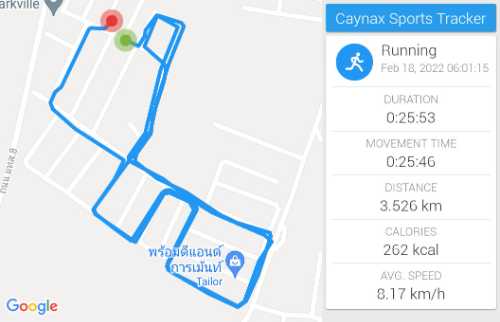 arkville
พร้อมดีแอนด์
การเม้นท์
Tailor
Google
Caynax Sports Tracker
Running
Feb 18, 2022 06:01:15
DURATION
0:25:53
MOVEMENT TIME
0:25:46
DISTANCE
3.526 km
CALORIES
262 kcal
AVG. SPEED
8.17 km/h